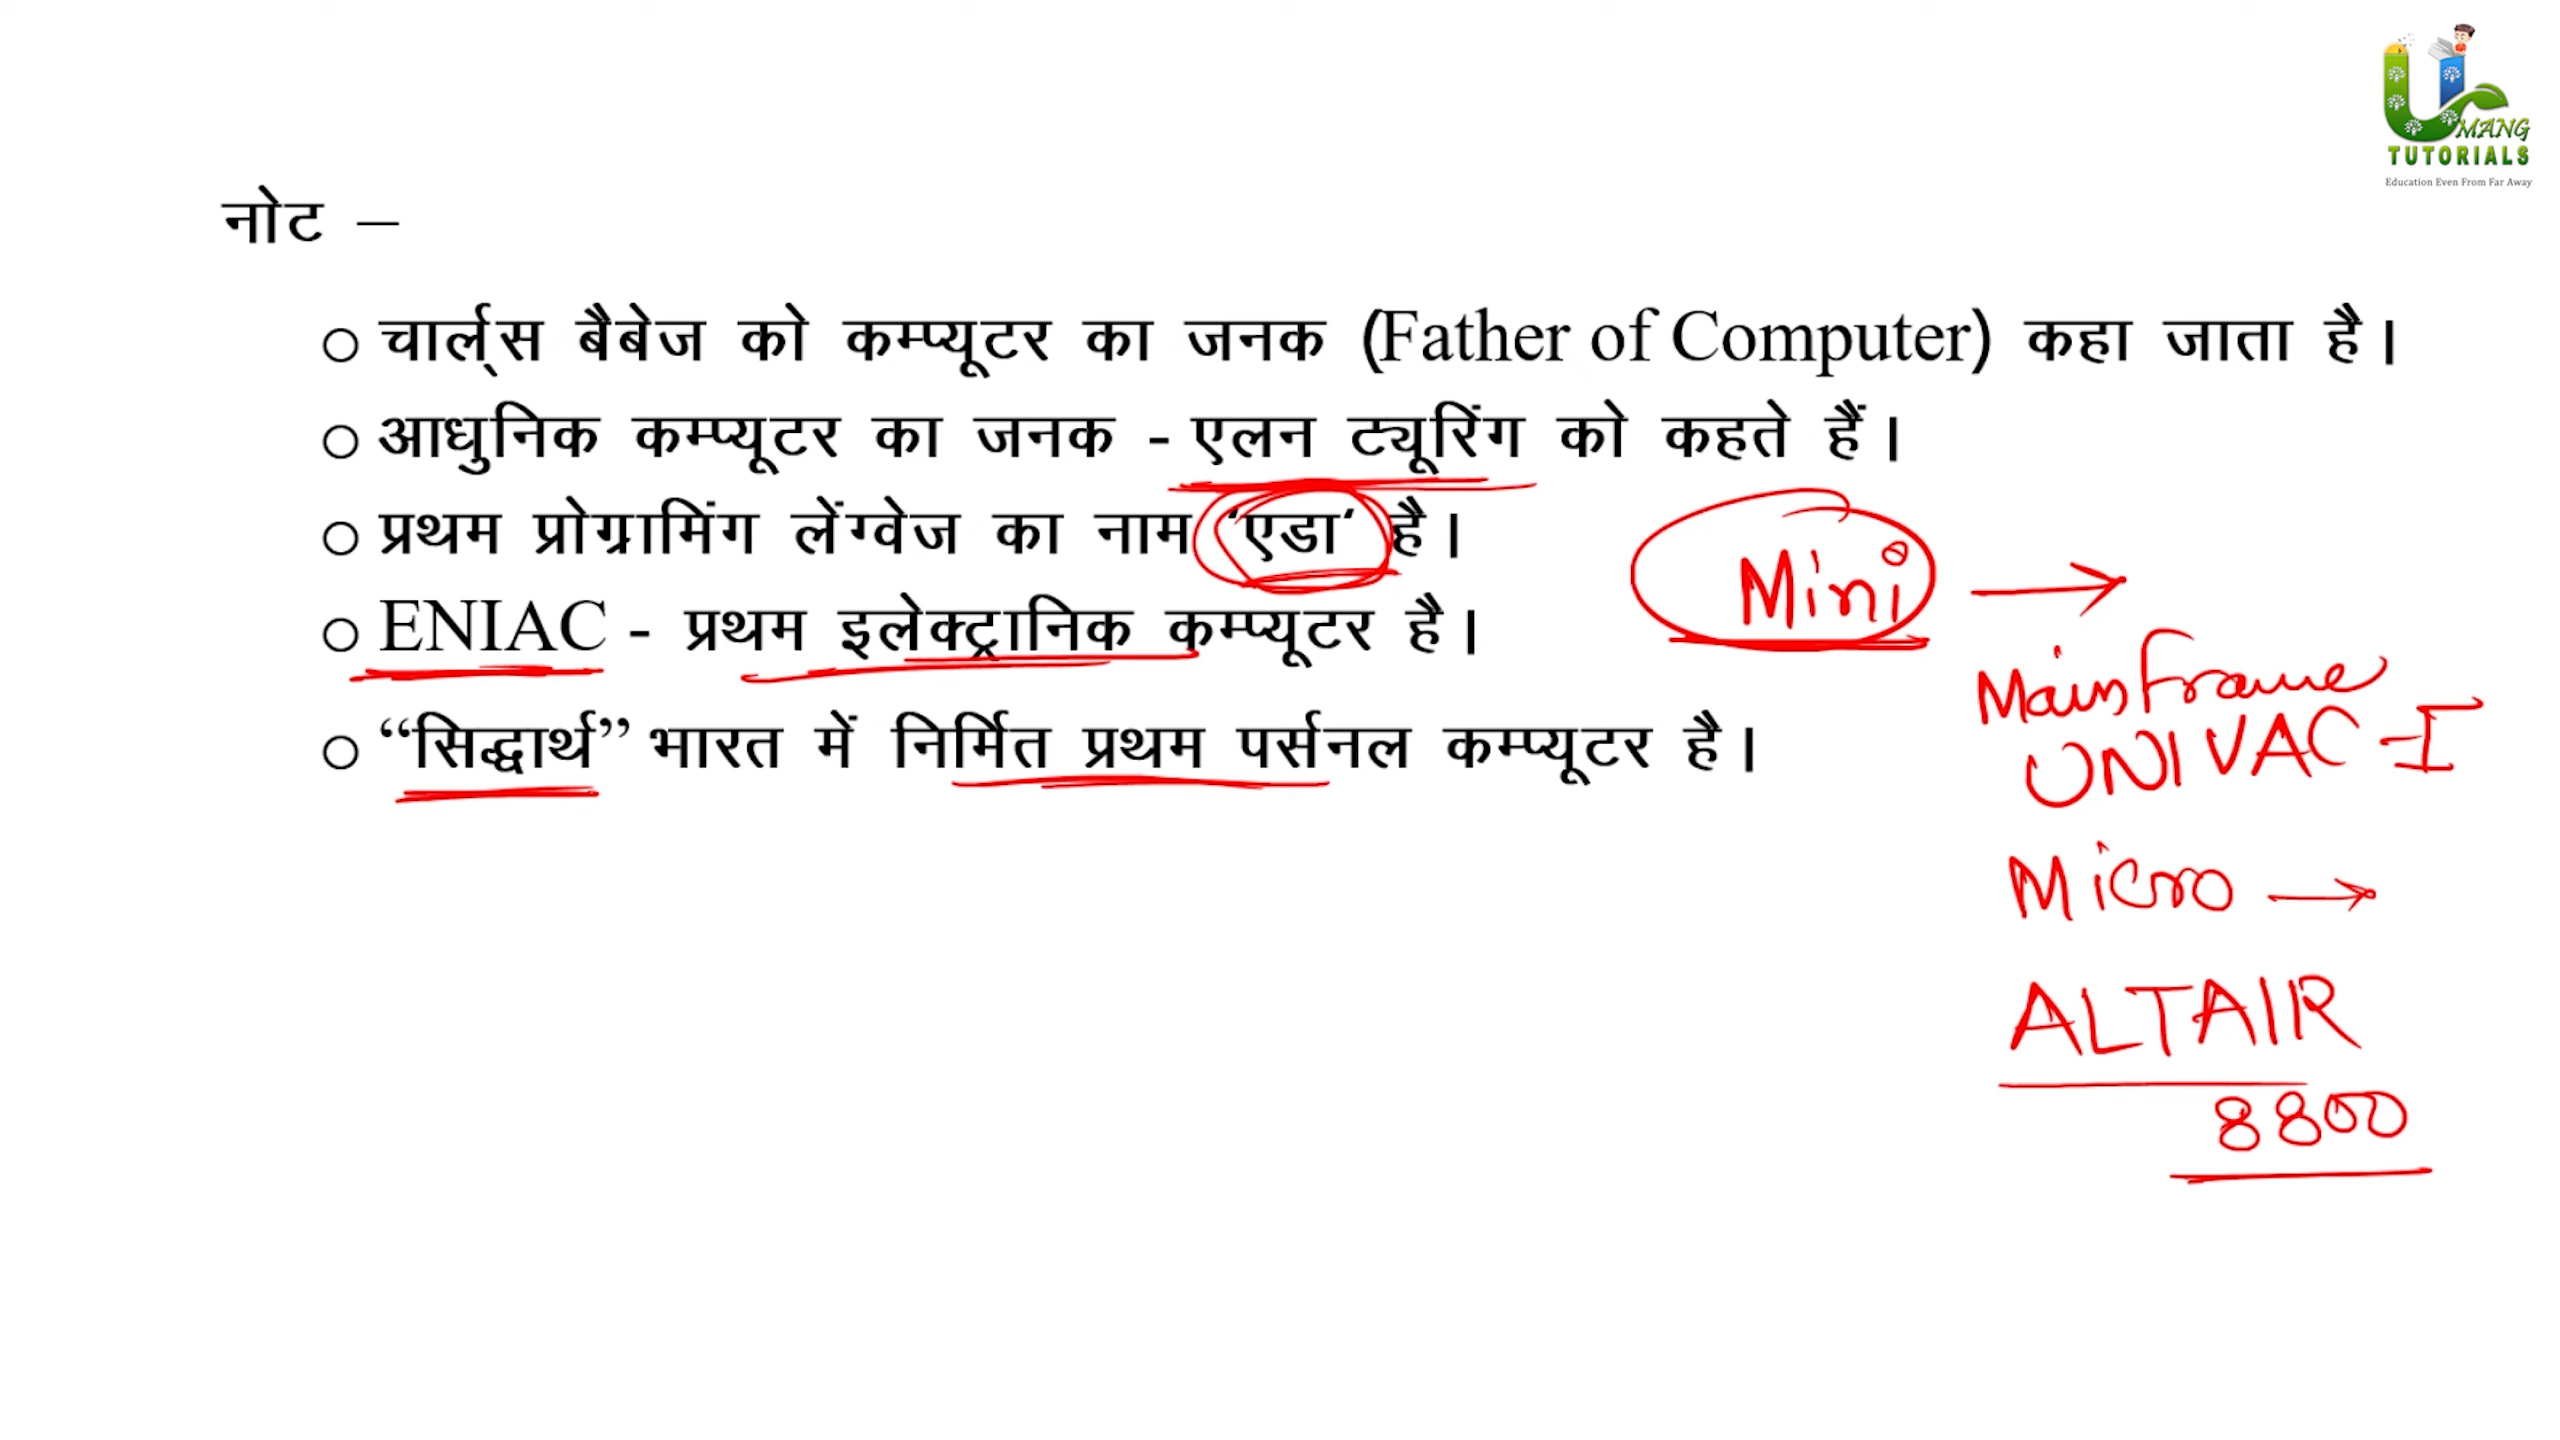 UMANG
TUTORIALS
Education Even From Far Away
नोट –
चार्ल्स बैबेज को कम्प्यूटर का जनक (Father of Computer) कहा जाता है।
आधुनिक कम्प्यूटर का जनक - एलन ट्यूरिंग को कहते हैं।
प्रथम प्रोग्रामिंग लेंग्वेज का नाम ‘एडा‘ है।
ENIAC - प्रथम इलेक्ट्रानिक कम्प्यूटर है।
“सिद्धार्थ” भारत में निर्मित प्रथम पर्सनल कम्प्यूटर है।
Mini →
MainFrame
UNIVAC-I
Micro →
ALTAIR
8800